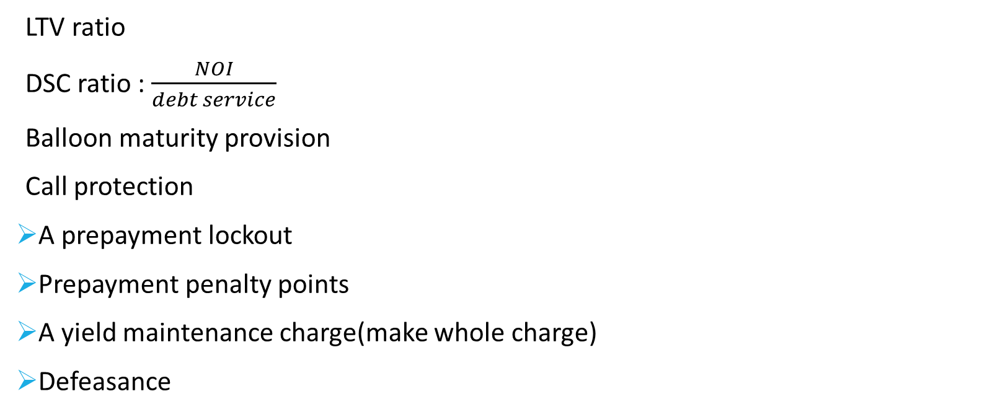 LTV ratio
DSC ratio : NOI / debt service
Balloon maturity provision
Call protection
➢A prepayment lockout
➢Prepayment penalty points
➢A yield maintenance charge(make whole charge)
➢Defeasance